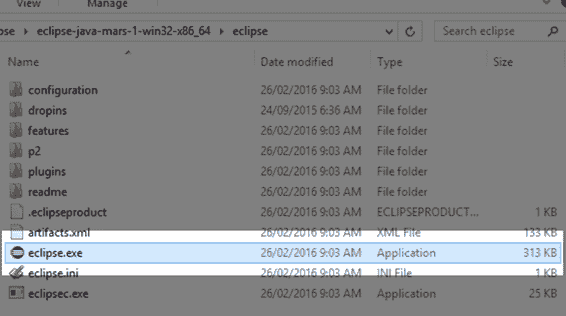 View Manage
pse › eclipse-java-mars-1-win32-x86_64 › eclipse Search eclipse
Name Date modified Type Size
configuration 26/02/2016 9:03 AM File folder
dropins 24/09/2015 6:36 AM File folder
features 26/02/2016 9:03 AM File folder
p2 26/02/2016 9:03 AM File folder
plugins 26/02/2016 9:03 AM File folder
readme 26/02/2016 9:03 AM File folder
.eclipseproduct 26/02/2016 9:03 AM ECLIPSEPRODUCT... 1 KB
artifacts.xml 26/02/2016 9:03 AM XML File 133 KB
eclipse.exe 26/02/2016 9:03 AM Application 313 KB
eclipse.ini 26/02/2016 9:03 AM INI File 1 KB
eclipsec.exe 26/02/2016 9:03 AM Application 25 KB